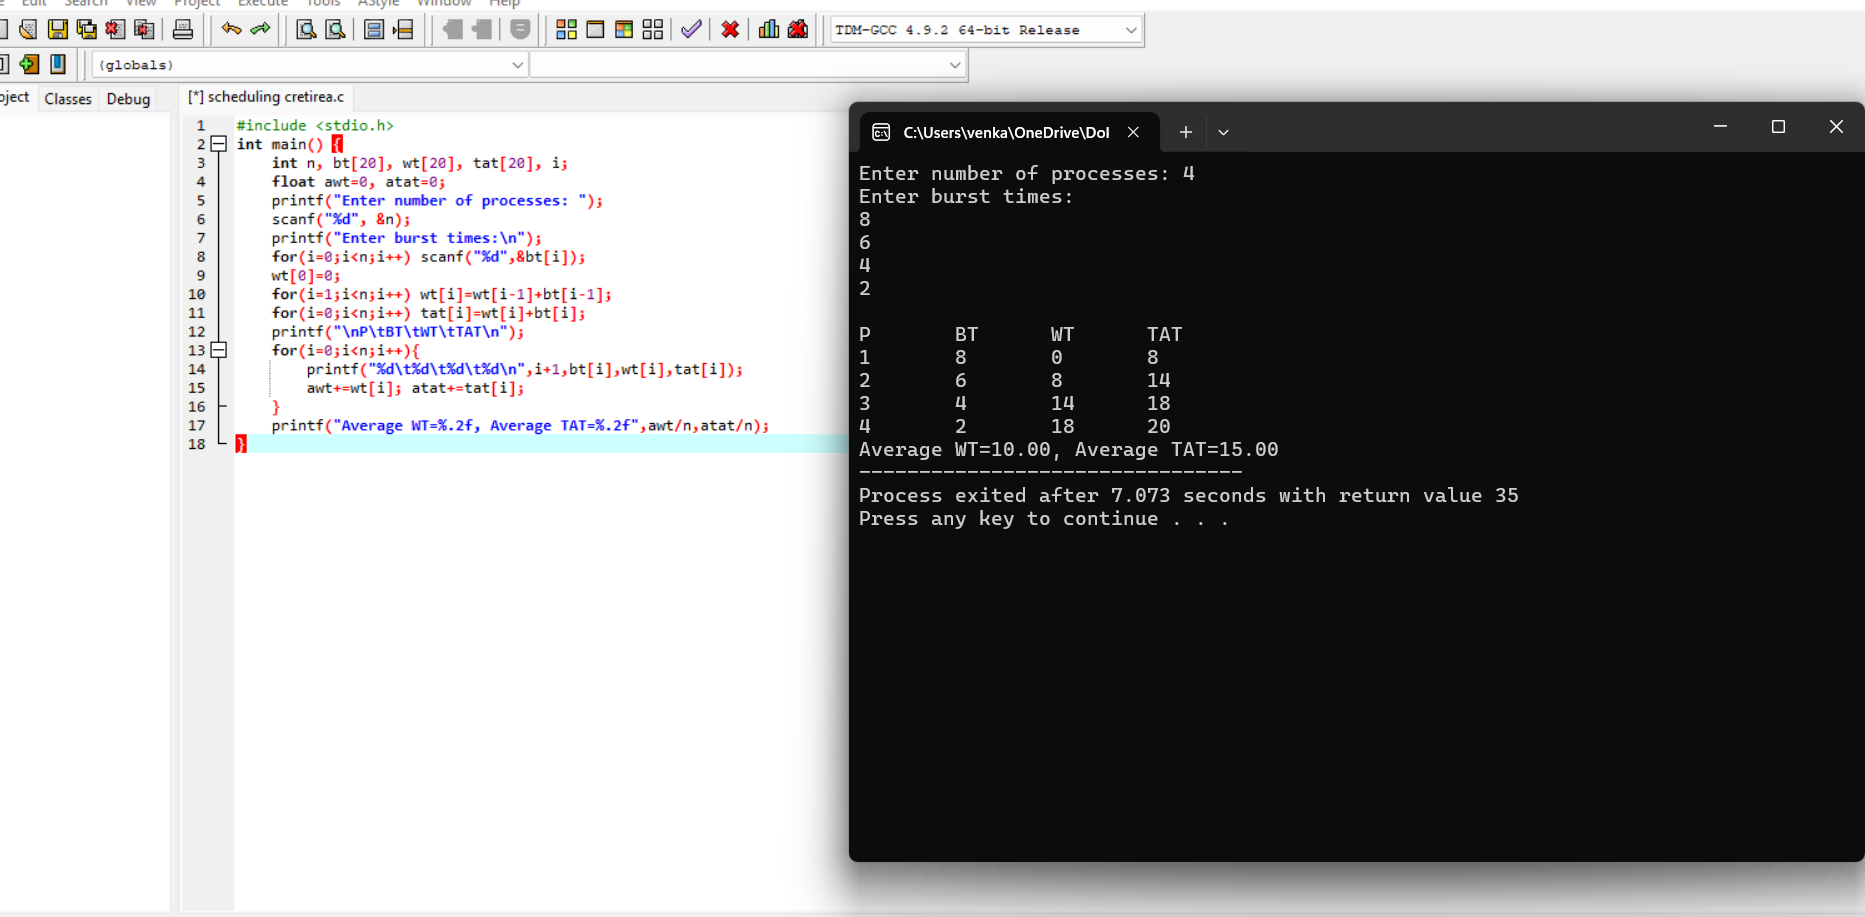 Edit Search View Project Execute Tools AStyle Window Help
TDM-GCC 4.9.2 64-bit Release
(globals)
Classes Debug
[*] scheduling cretirea.c
1 #include <stdio.h>
2 int main() {
3 int n, bt[20], wt[20], tat[20], i;
4 float awt=0, atat=0;
5 printf("Enter number of processes: ");
6 scanf("%d", &n);
7 printf("Enter burst times:\n");
8 for(i=0;i<n;i++) scanf("%d",&bt[i]);
9 wt[0]=0;
10 for(i=1;i<n;i++) wt[i]=wt[i-1]+bt[i-1];
11 for(i=0;i<n;i++) tat[i]=wt[i]+bt[i];
12 printf("\nP\tBT\tWT\tTAT\n");
13 for(i=0;i<n;i++){
14 printf("%d\t%d\t%d\t%d\n",i+1,bt[i],wt[i],tat[i]);
15 awt+=wt[i]; atat+=tat[i];
16 }
17 printf("Average WT=%.2f, Average TAT=%.2f",awt/n,atat/n);
18 }
C:\Users\venka\OneDrive\Dol
Enter number of processes: 4
Enter burst times:
8
6
4
2
P BT WT TAT
1 8 0 8
2 6 8 14
3 4 14 18
4 2 18 20
Average WT=10.00, Average TAT=15.00
--------------------------------
Process exited after 7.073 seconds with return value 35
Press any key to continue . . .